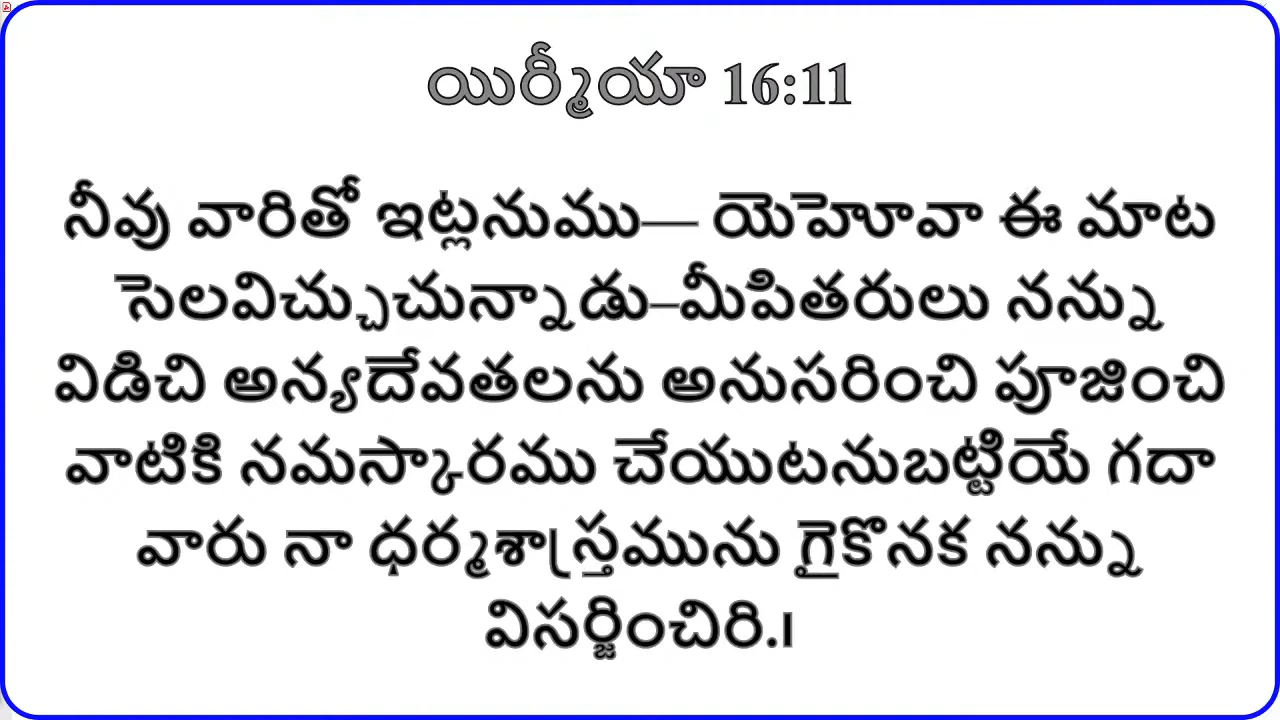 యిర్మీయా 16:11
నీవు వారితో ఇట్లనుము— యెహెూవా ఈ మాట
సెలవిచ్చుచున్నాడు–మీపితరులు నన్ను
విడిచి అన్యదేవతలను అనుసరించి పూజించి
వాటికి నమస్కారము చేయుటనుబట్టియే గదా
వారు నా ధర్మశాస్త్రమును గైకొనక నన్ను
విసర్జించిరి.।